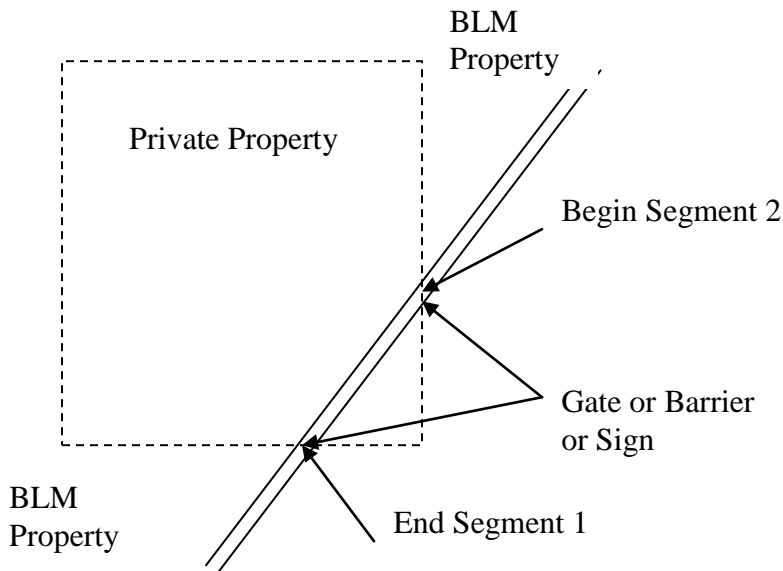 BLM
Property
Private Property
Begin Segment 2
Gate or Barrier
or Sign
BLM
Property
End Segment 1